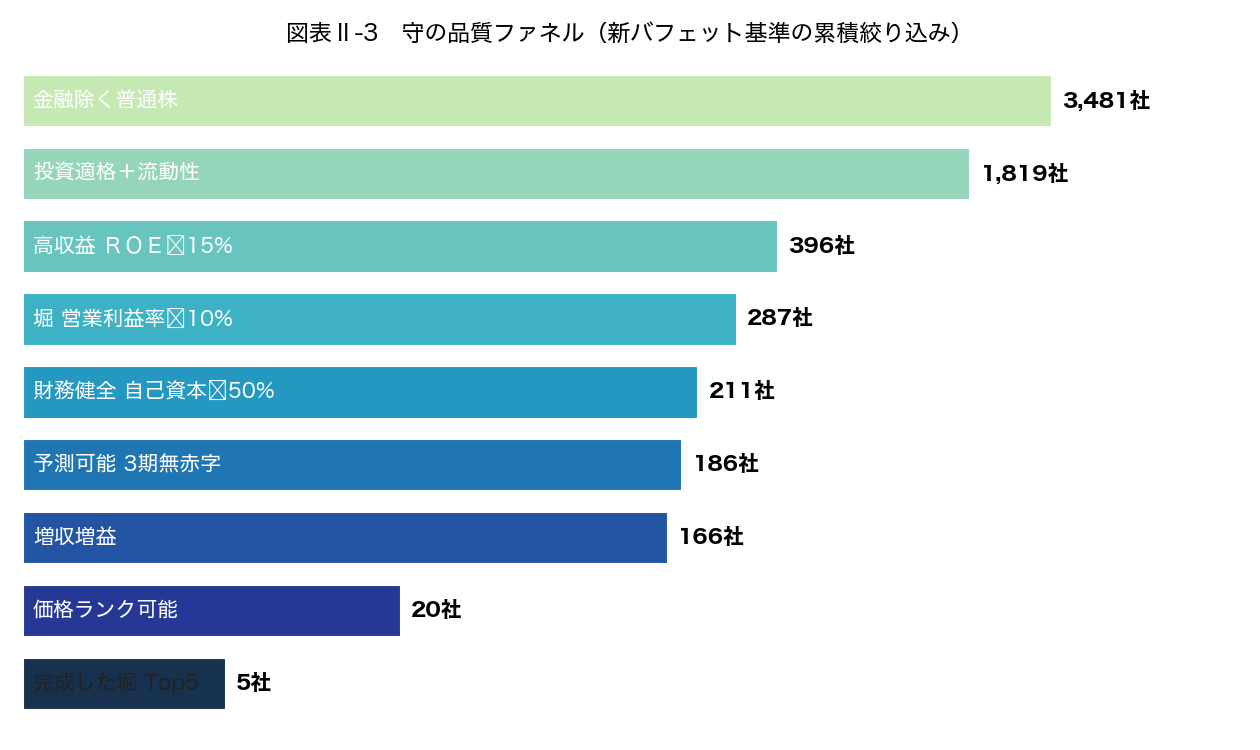 図表Ⅱ-3　守の品質ファネル（新バフェット基準の累積絞り込み）
金融除く普通株 3,481社
投資適格＋流動性 1,819社
高収益 ＲＯＥ☒15% 396社
堀 営業利益率☒10% 287社
財務健全 自己資本☒50% 211社
予測可能 3期無赤字 186社
増収増益 166社
価格ランク可能 20社
完成した堀 Top5 5社